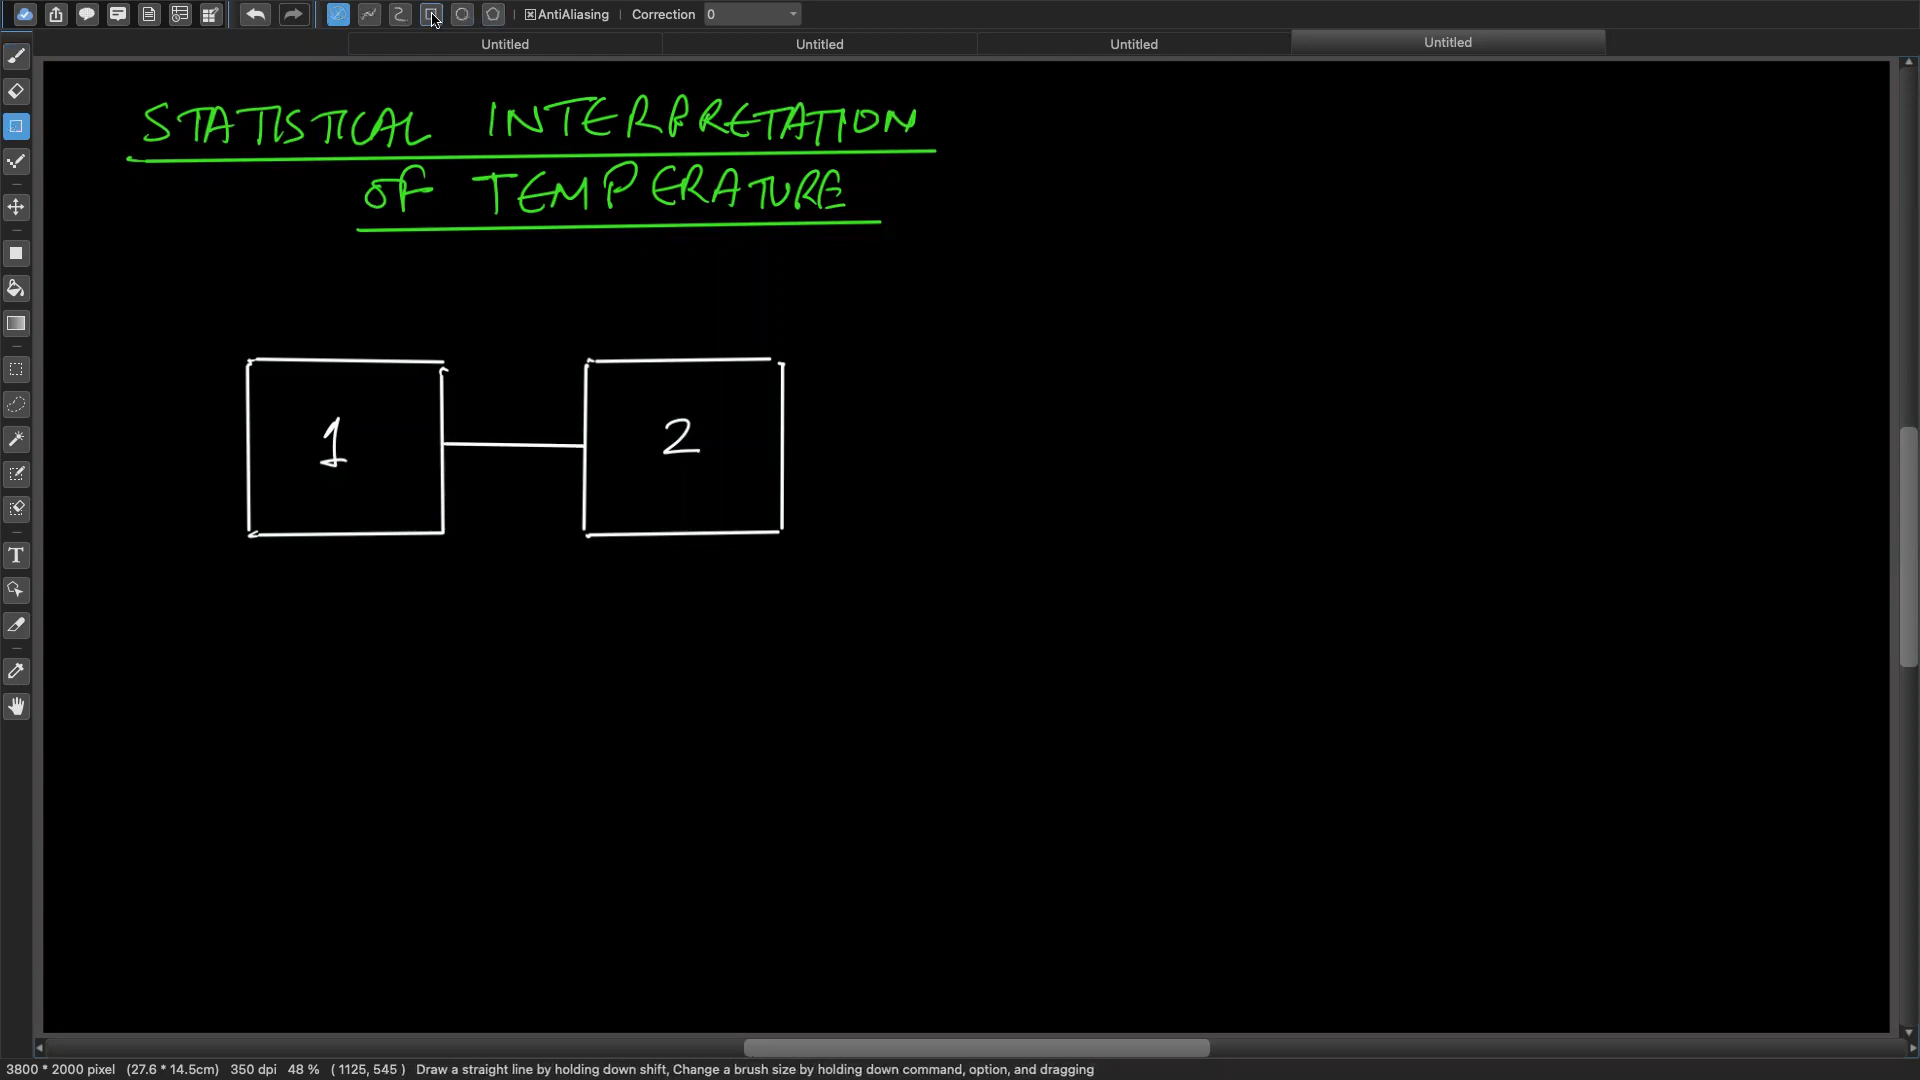 AntiAliasing Correction 0
Untitled Untitled Untitled Untitled
STATISTICAL INTERPRETATION
OF TEMPERATURE
1 2
T
3800 * 2000 pixel (27.6 * 14.5cm) 350 dpi 48 % ( 1125, 545 ) Draw a straight line by holding down shift, Change a brush size by holding down command, option, and dragging